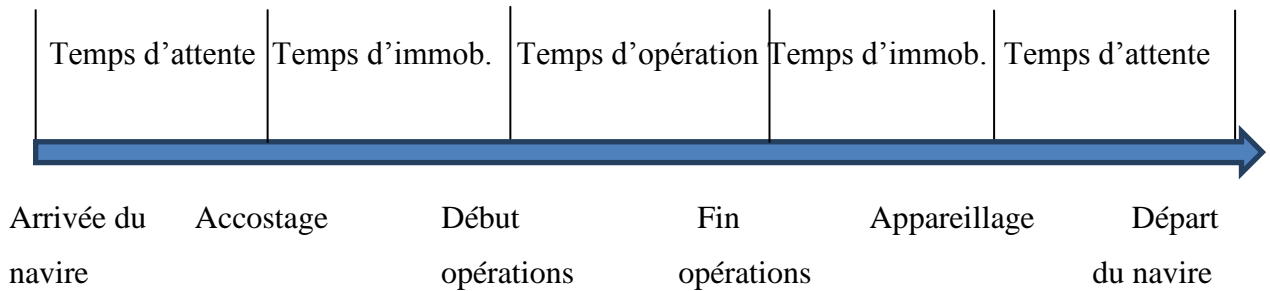 Temps d’attente Temps d’immob. Temps d’opération Temps d’immob. Temps d’attente
Arrivée du Accostage Début Fin Appareillage Départ
navire opérations opérations du navire